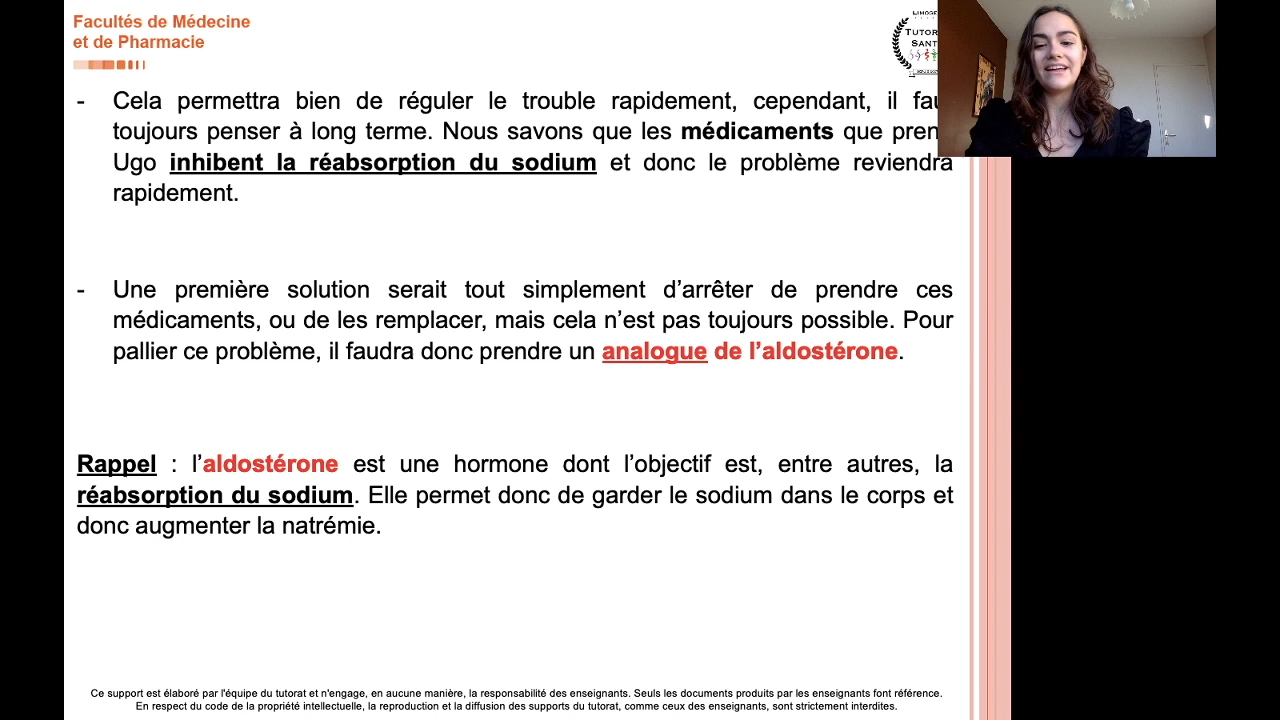 Facultés de Médecine
et de Pharmacie
LIMOGES
TUTORAT
SANTÉ
- Cela permettra bien de réguler le trouble rapidement, cependant, il
toujours penser à long terme. Nous savons que les médicaments que
Ugo inhibent la réabsorption du sodium et donc le problème reviendra
rapidement.
- Une première solution serait tout simplement d’arrêter de prendre ces
médicaments, ou de les remplacer, mais cela n’est pas toujours possible. Pour
pallier ce problème, il faudra donc prendre un analogue de l’aldostérone.
Rappel : l’aldostérone est une hormone dont l’objectif est, entre autres, la
réabsorption du sodium. Elle permet donc de garder le sodium dans le corps et
donc augmenter la natrémie.
Ce support est élaboré par l'équipe du tutorat et n'engage, en aucune manière, la responsabilité des enseignants. Seuls les documents produits par les enseignants font référence.
En respect du code de la propriété intellectuelle, la reproduction et la diffusion des supports du tutorat, comme ceux des enseignants, sont strictement interdites.